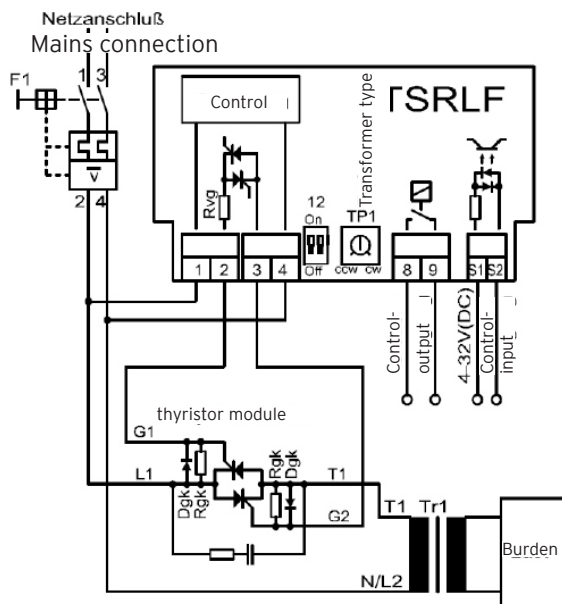 Netzanschluß
Mains connection
F1
1 3
V
2 4
Control
TSRLF
Transformer type
Rvg
12
On
Off
TP1
ccw cw
1 2 3 4 8 9 S1 S2
Control-
output
4-32V(DC)
Control-
input
thyristor module
G1
L1
Dgk
Rgk
Rgk
Dgk
T1
G2
T1 Tr1
N/L2
Burden